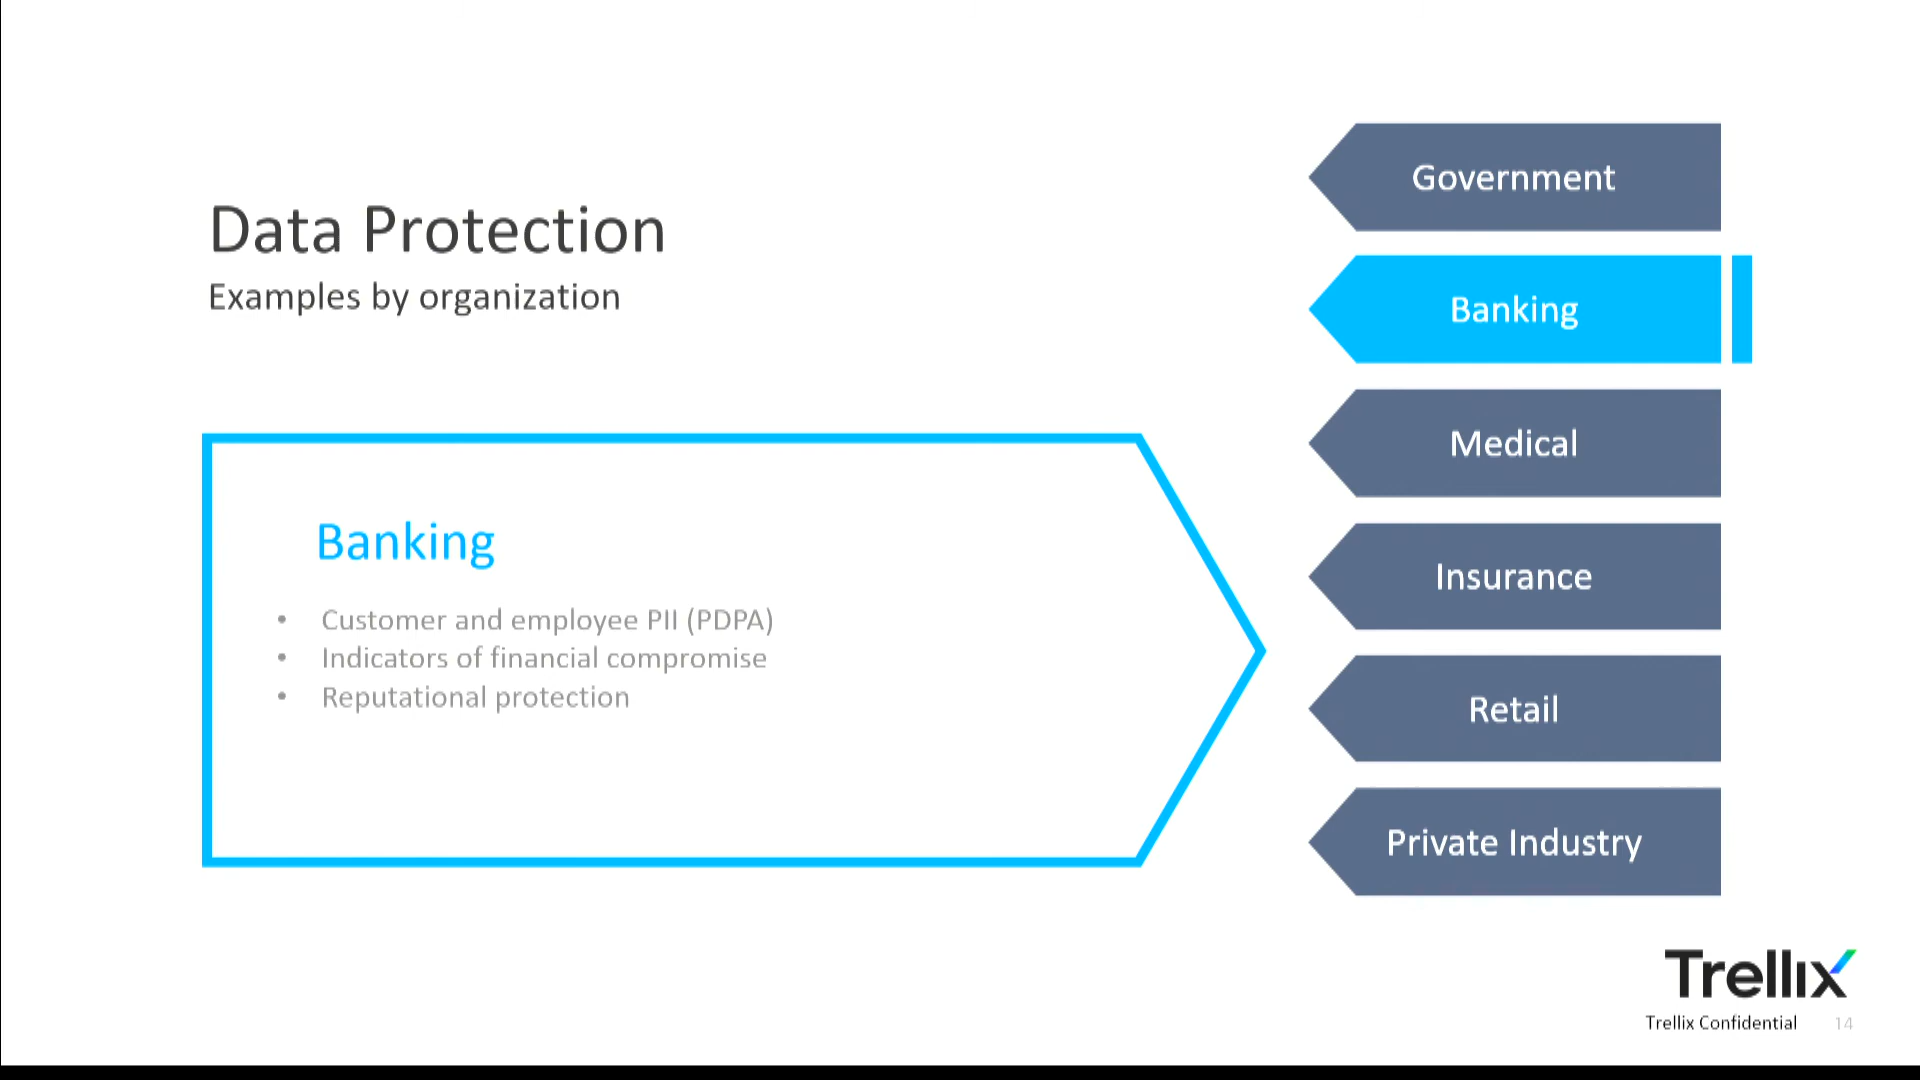 Data Protection
Examples by organization
Banking
• Customer and employee PII (PDPA)
• Indicators of financial compromise
• Reputational protection
Government
Banking
Medical
Insurance
Retail
Private Industry
Trellix
Trellix Confidential 14